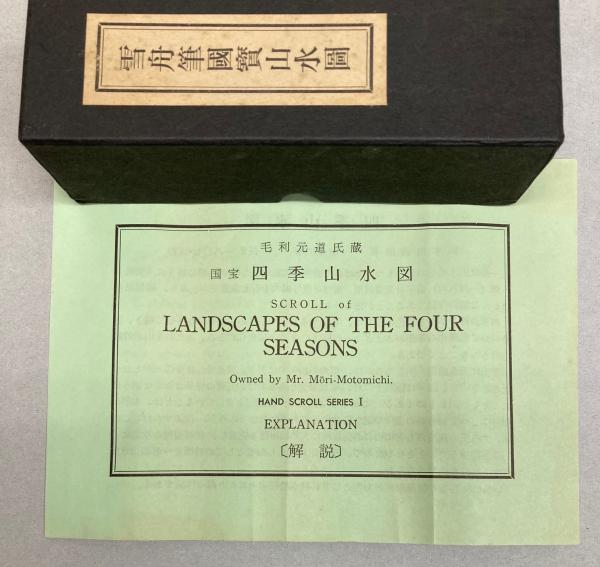 雪舟筆國寳山水圖
毛利元道氏蔵
国宝 四季山水図
SCROLL of
LANDSCAPES OF THE FOUR
SEASONS
Owned by Mr. Mōri-Motomichi.
HAND SCROLL SERIES I
EXPLANATION
〔解 説〕